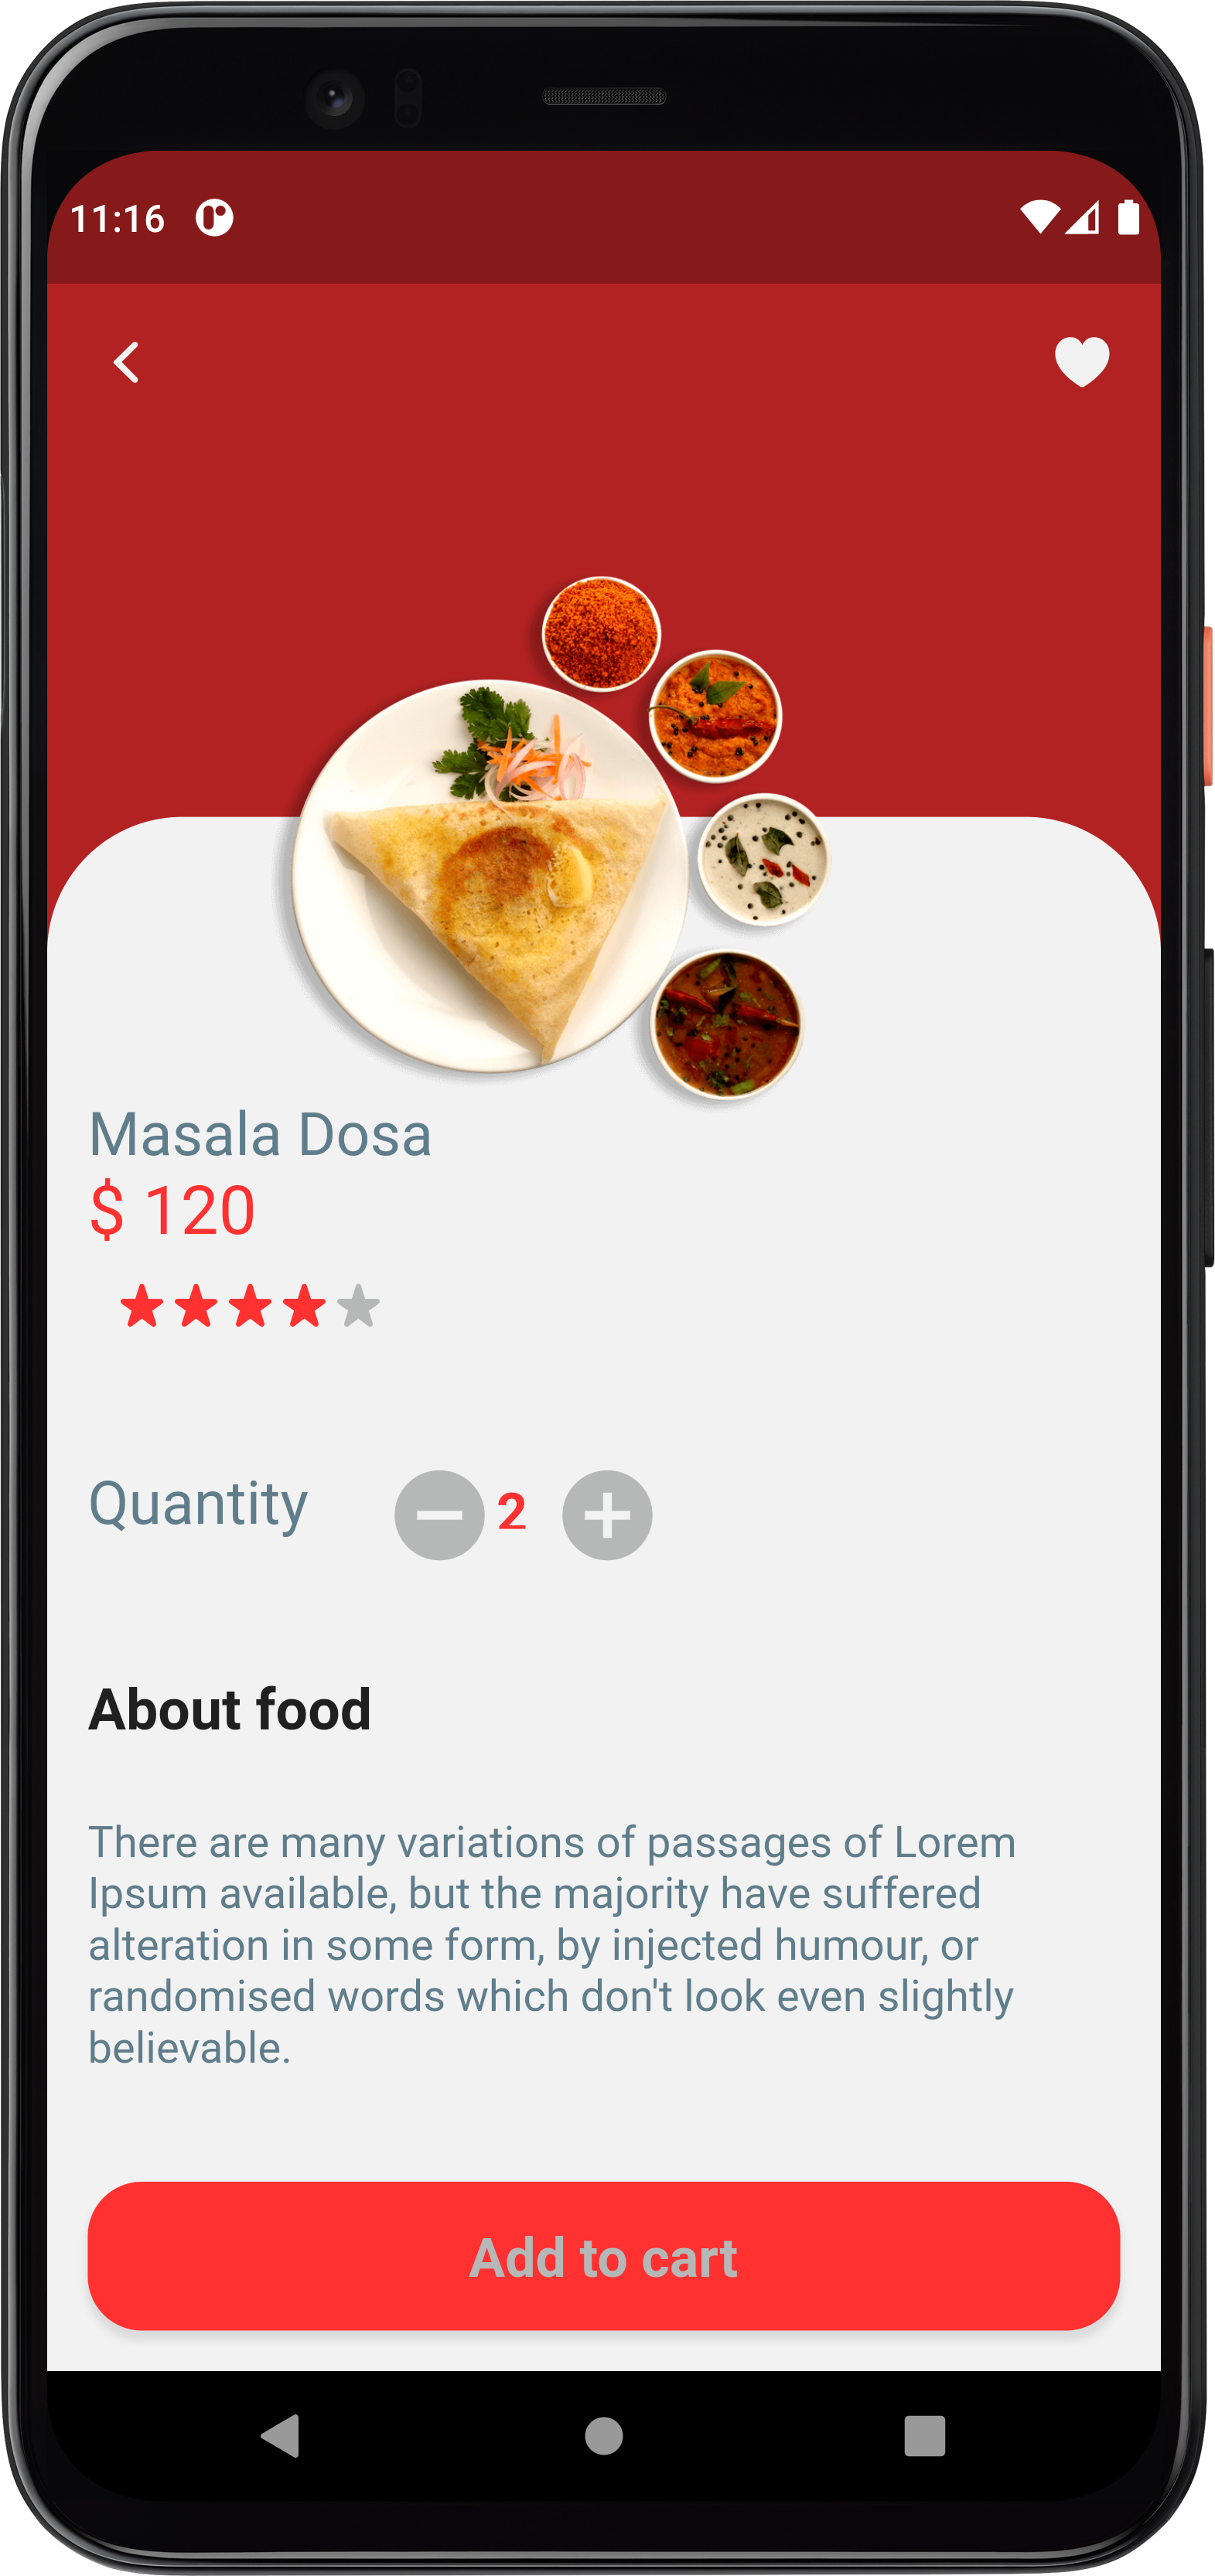 11:16
Masala Dosa
$ 120
Quantity
2
About food
There are many variations of passages of Lorem
Ipsum available, but the majority have suffered
alteration in some form, by injected humour, or
randomised words which don't look even slightly
believable.
Add to cart